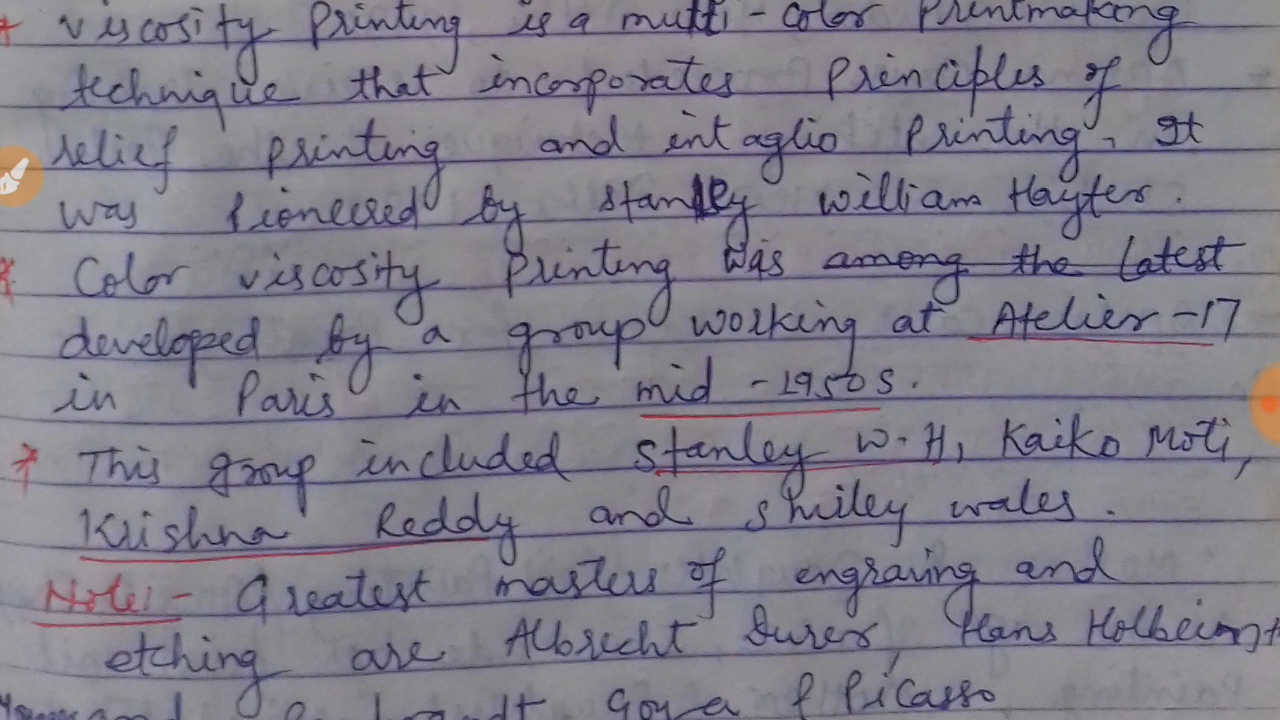 * Viscosity Printing is a multi-color Printmaking
technique that incorporates Principles of
relief printing and intaglio Printing. It
was Pioneered by Stanley William Hayter.
* Color viscosity Printing was among the latest
developed by a group working at Atelier-17
in Paris in the mid-1950s.
* This group included Stanley W.H, Kaiko Moti,
Krishna Reddy and Shiley wales.
Note:- Greatest masters of engraving and
etching are Albrecht Durer, Hans Holbein
Goya & Picasso